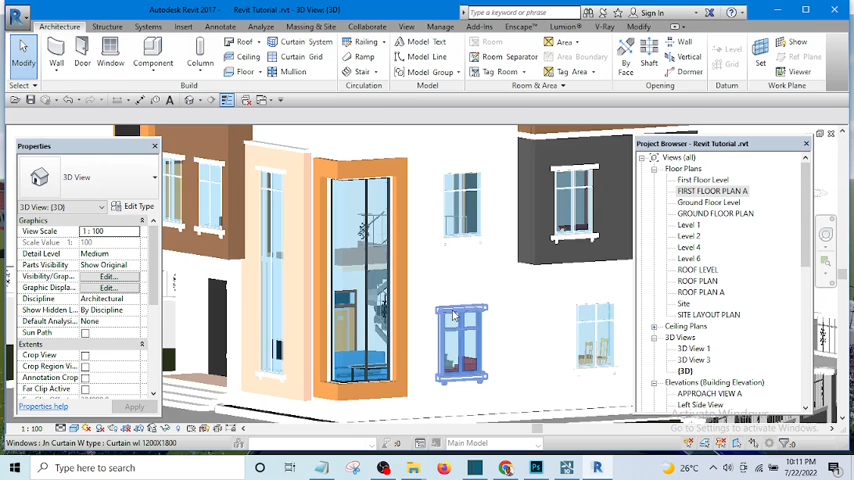 Autodesk Revit 2017 - Revit Tutorial .rvt - 3D View: {3D}
Type a keyword or phrase
Sign In
Architecture Structure Systems Insert Annotate Analyze Massing & Site Collaborate View Manage Add-Ins Enscape™ Lumion® V-Ray Modify
Modify
Wall
Door
Window
Component
Column
Roof
Ceiling
Floor
Curtain System
Curtain Grid
Mullion
Railing
Ramp
Stair
Model Text
Model Line
Model Group
Room
Room Separator
Tag Room
Area
Area Boundary
Tag Area
By Face
Shaft
Wall
Vertical
Dormer
Level
Grid
Set
Show
Ref Plane
Viewer
Select
Build
Circulation
Model
Room & Area
Opening
Datum
Work Plane
Properties
3D View
3D View: {3D}
Edit Type
Graphics
View Scale 1 : 100
Scale Value 1: 100
Detail Level Medium
Parts Visibility Show Original
Visibility/Grap... Edit...
Graphic Displa... Edit...
Discipline Architectural
Show Hidden L... By Discipline
Default Analysi... None
Sun Path
Extents
Crop View
Crop Region V...
Annotation Crop
Far Clip Active
Properties help
Apply
Project Browser - Revit Tutorial .rvt
Views (all)
Floor Plans
First Floor Level
FIRST FLOOR PLAN A
Ground Floor Level
GROUND FLOOR PLAN
Level 1
Level 2
Level 4
Level 6
ROOF LEVEL
ROOF PLAN
ROOF PLAN A
Site
SITE LAYOUT PLAN
Ceiling Plans
3D Views
3D View 1
3D View 3
{3D}
Elevations (Building Elevation)
APPROACH VIEW A
Left Side View
Activate Windows
Go to Settings to activate Windows.
1 : 100
Windows : Jn Curtain W type : Curtain wl 1200X1800
:0
Main Model
:0
Type here to search
26°C
10:11 PM
7/22/2022